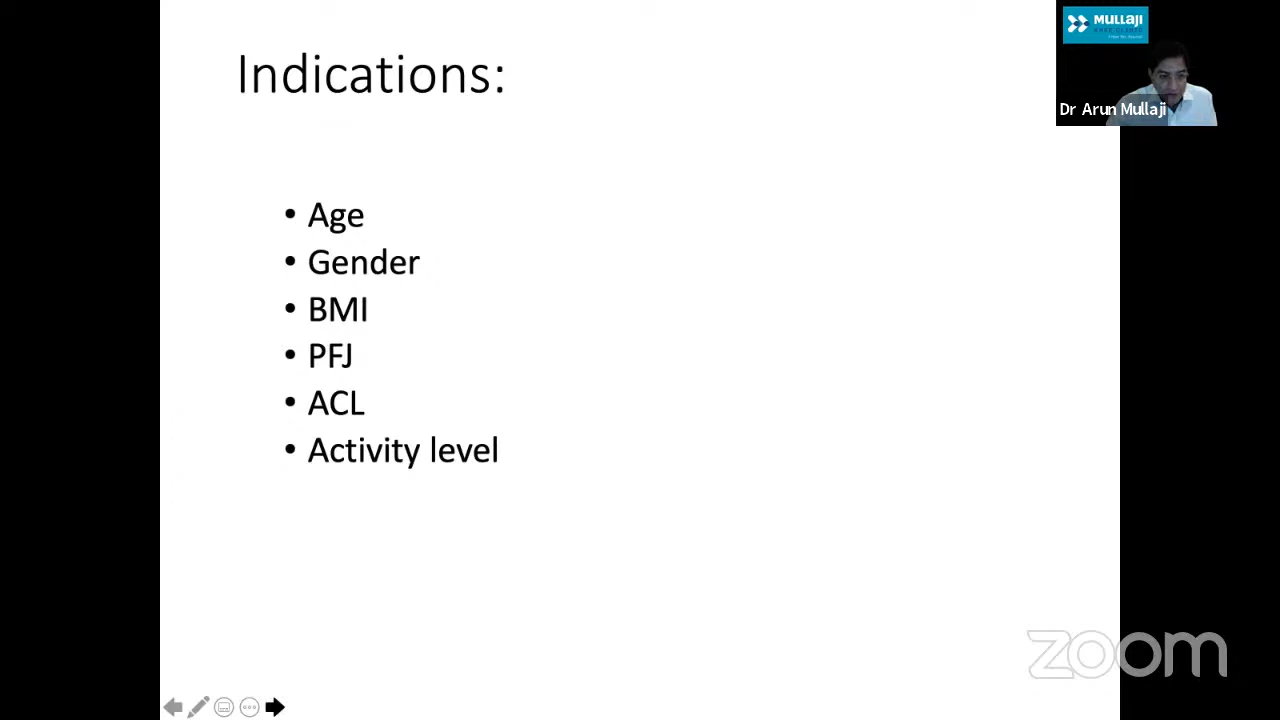 Indications:
• Age
• Gender
• BMI
• PFJ
• ACL
• Activity level
MULLAJI
Dr Arun Mullaji
zoom